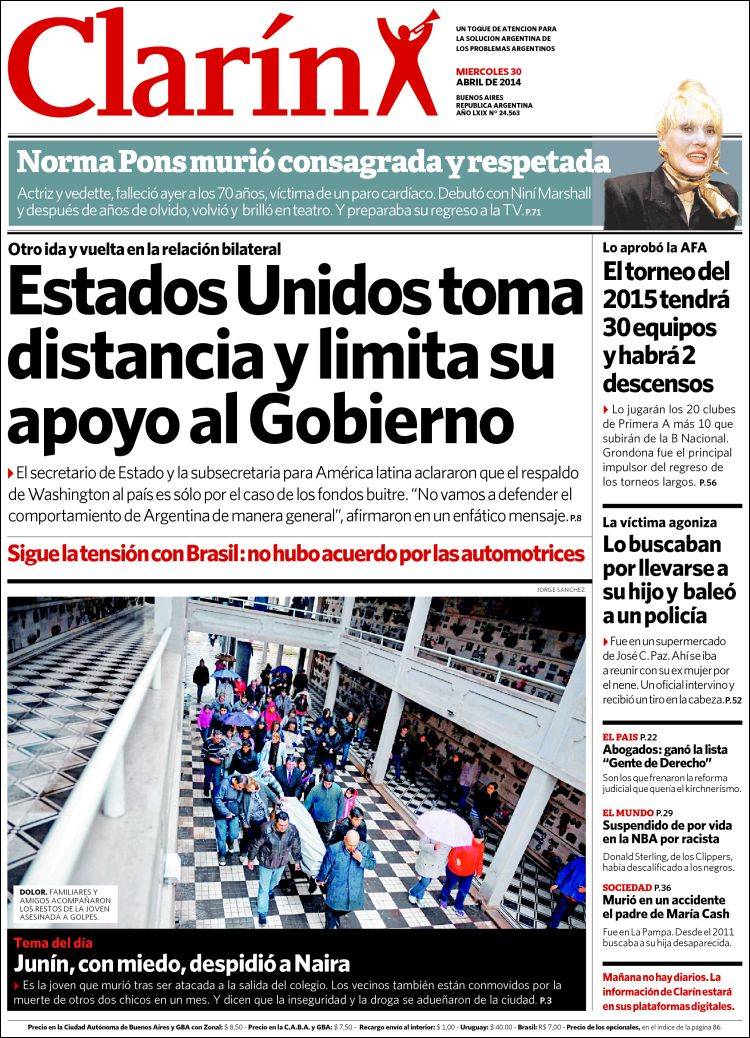 Clarín
UN TOQUE DE ATENCION PARA
LA SOLUCION ARGENTINA DE
LOS PROBLEMAS ARGENTINOS
MIERCOLES 30
ABRIL DE 2014
BUENOS AIRES
REPUBLICA ARGENTINA
AÑO LXIX Nº 24.563
Norma Pons murió consagrada y respetada
Actriz y vedette, falleció ayer a los 70 años, víctima de un paro cardíaco. Debutó con Niní Marshall
y después de años de olvido, volvió y brilló en teatro. Y preparaba su regreso a la TV. P.71
Otro ida y vuelta en la relación bilateral
Estados Unidos toma
distancia y limita su
apoyo al Gobierno
El secretario de Estado y la subsecretaria para América latina aclararon que el respaldo
de Washington al país es sólo por el caso de los fondos buitre. “No vamos a defender el
comportamiento de Argentina de manera general”, afirmaron en un enfático mensaje. P.8
Sigue la tensión con Brasil: no hubo acuerdo por las automotrices
JORGE SANCHEZ
DOLOR. FAMILIARES Y
AMIGOS ACOMPAÑARON
LOS RESTOS DE LA JOVEN
ASESINADA A GOLPES.
Tema del día
Junín, con miedo, despidió a Naira
Es la joven que murió tras ser atacada a la salida del colegio. Los vecinos también están conmovidos por la
muerte de otros dos chicos en un mes. Y dicen que la inseguridad y la droga se adueñaron de la ciudad. P.3
Lo aprobó la AFA
El torneo del
2015 tendrá
30 equipos
y habrá 2
descensos
Lo jugarán los 20 clubes
de Primera A más 10 que
subirán de la B Nacional.
Grondona fue el principal
impulsor del regreso de
los torneos largos. P.56
La víctima agoniza
Lo buscaban
por llevarse a
su hijo y baleó
a un policía
Fue en un supermercado
de José C. Paz. Ahí se iba
a reunir con su ex mujer por
el nene. Un oficial intervino y
recibió un tiro en la cabeza. P.52
EL PAIS P.22
Abogados: ganó la lista
“Gente de Derecho”
Son los que frenaron la reforma
judicial que quería el kirchnerismo.
EL MUNDO P.29
Suspendido de por vida
en la NBA por racista
Donald Sterling, de los Clippers,
había descalificado a los negros.
SOCIEDAD P.36
Murió en un accidente
el padre de María Cash
Fue en La Pampa. Desde el 2011
buscaba a su hija desaparecida.
Mañana no hay diarios. La
información de Clarín estará
en sus plataformas digitales.
Precio en la Ciudad Autónoma de Buenos Aires y GBA con Zonal: $ 8,50 - Precio en la C.A.B.A. y GBA: $ 7,50 - Recargo envío al interior: $ 1,00 - Uruguay: $ 40.00 - Brasil: R$ 7,00 - Precio de los opcionales, en el índice de la página 86.